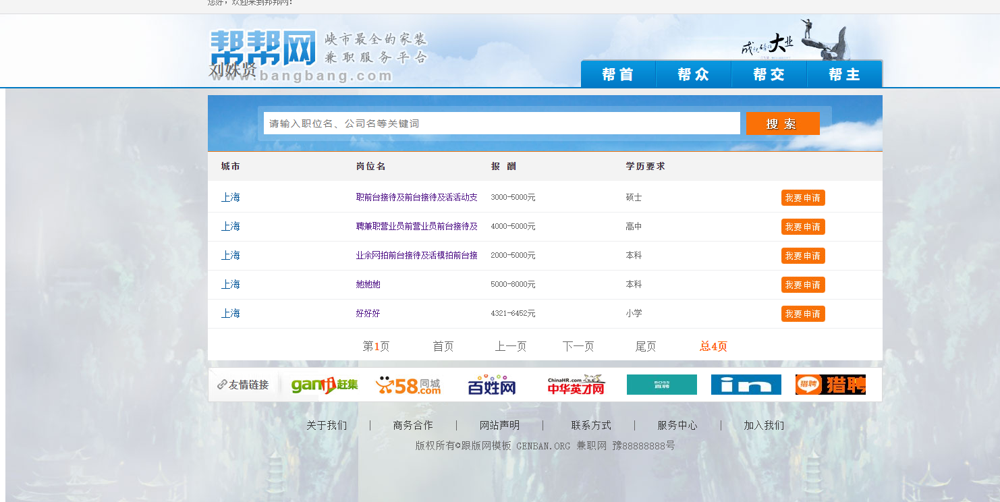 您好，欢迎来到邦邦网！
帮帮网
峡市最全的家装
兼职服务平台
刘姝贤
www.bangbang.com
大业
帮首 帮众 帮交 帮主
请输入职位名、公司名等关键词 搜 索
城市 岗位名 报 酬 学历要求
上海 职前台接待及前台接待及活活动支 3000-5000元 硕士 我要申请
上海 聘兼职营业员前营业员前台接待及 4000-5000元 高中 我要申请
上海 业余网拍前台接待及活模拍前台接 2000-5000元 本科 我要申请
上海 她她她 5000-8000元 本科 我要申请
上海 好好好 4321-6452元 小学 我要申请
第1页 首页 上一页 下一页 尾页 总4页
友情链接 ganji赶集 58同城.com 百姓网 ChinaHR.com 中华英才网 BOSS直聘 in 猎聘 猎聘
关于我们 | 商务合作 | 网站声明 | 联系方式 | 服务中心 | 加入我们
版权所有©跟版网模板 GENBAN.ORG 兼职网 豫88888888号